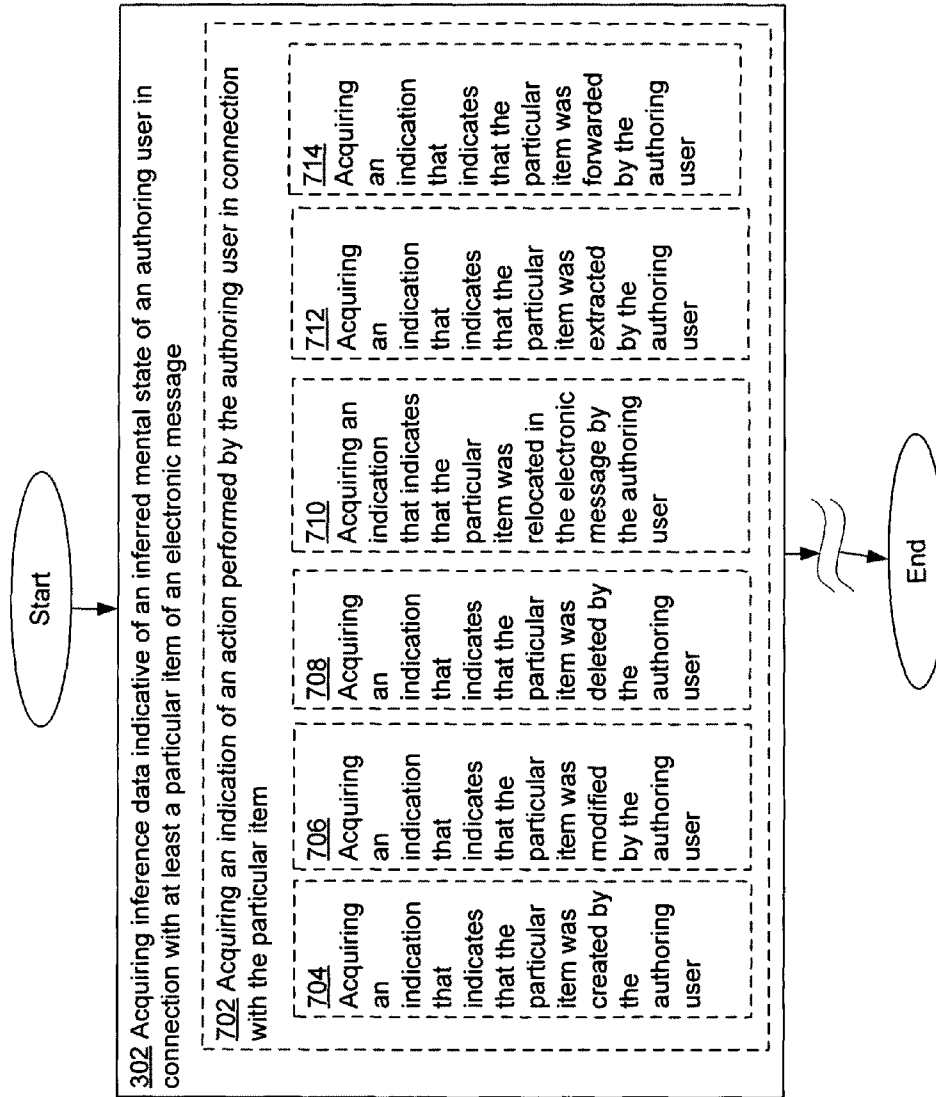 Start
302 Acquiring inference data indicative of an inferred mental state of an authoring user in
connection with at least a particular item of an electronic message
702 Acquiring an indication of an action performed by the authoring user in connection
with the particular item
704
Acquiring
an
indication
that
indicates
that the
particular
item was
created by
the
authoring
user
706
Acquiring
an
indication
that
indicates
that the
particular
item was
modified
by the
authoring
user
708
Acquiring
an
indication
that
indicates
that the
particular
item was
deleted by
the
authoring
user
710
Acquiring an
indication
that indicates
that the
particular
item was
relocated in
the electronic
message by
the authoring
user
712
Acquiring
an
indication
that
indicates
that the
particular
item was
extracted
by the
authoring
user
714
Acquiring
an
indication
that
indicates
that the
particular
item was
forwarded
by the
authoring
user
End